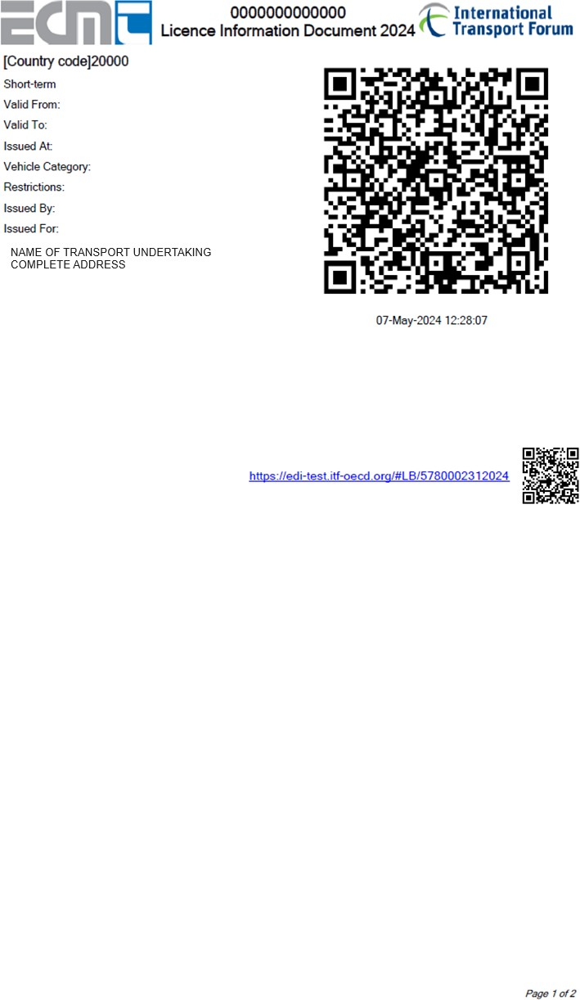 ECMT
0000000000000
Licence Information Document 2024
International
Transport Forum
[Country code]20000
Short-term
Valid From:
Valid To:
Issued At:
Vehicle Category:
Restrictions:
Issued By:
Issued For:
NAME OF TRANSPORT UNDERTAKING
COMPLETE ADDRESS
07-May-2024 12:28:07
https://edi-test.itf-oecd.org/#LB/5780002312024
Page 1 of 2